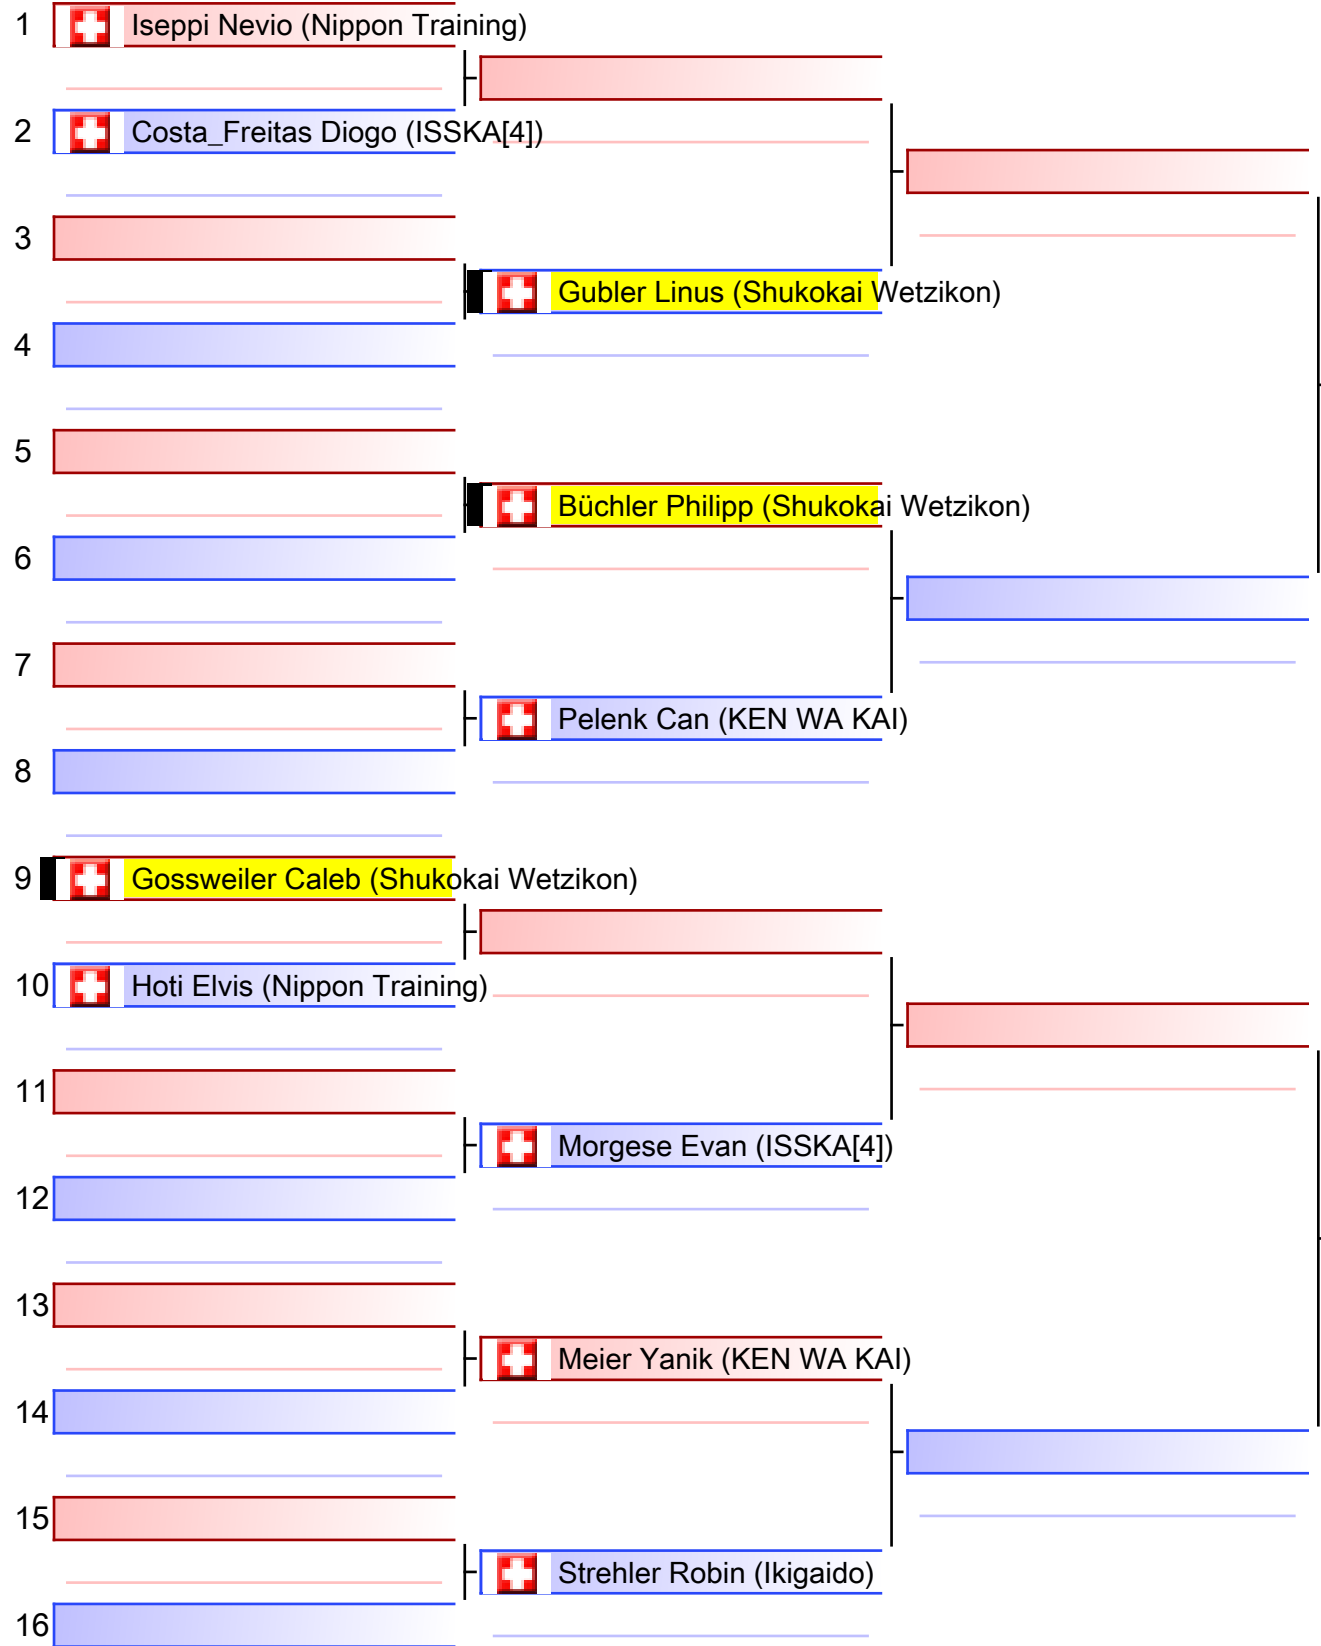 1 Iseppi Nevio (Nippon Training)
2 Costa_Freitas Diogo (ISSKA[4])
3
Gubler Linus (Shukokai Wetzikon)
4
5
Büchler Philipp (Shukokai Wetzikon)
6
7
Pelenk Can (KEN WA KAI)
8
9 Gossweiler Caleb (Shukokai Wetzikon)
10 Hoti Elvis (Nippon Training)
11
Morgese Evan (ISSKA[4])
12
13
Meier Yanik (KEN WA KAI)
14
15
Strehler Robin (Ikigaido)
16